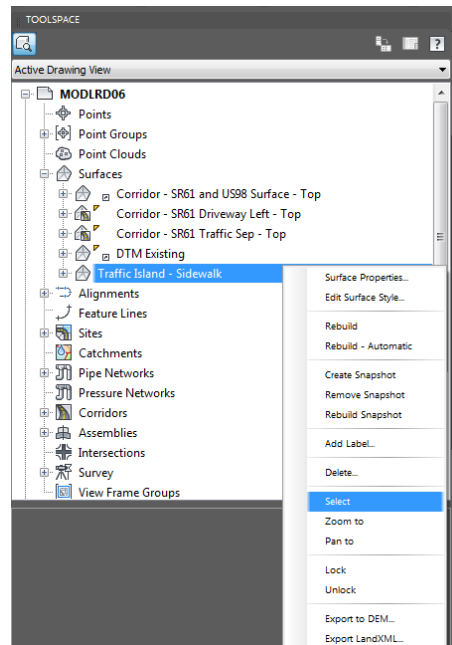 TOOLSPACE
?
Active Drawing View
MODLRD06
Points
Point Groups
Point Clouds
Surfaces
Corridor - SR61 and US98 Surface - Top
Corridor - SR61 Driveway Left - Top
Corridor - SR61 Traffic Sep - Top
DTM Existing
Traffic Island - Sidewalk
Alignments
Feature Lines
Sites
Catchments
Pipe Networks
Pressure Networks
Corridors
Assemblies
Intersections
Survey
View Frame Groups
Surface Properties...
Edit Surface Style...
Rebuild
Rebuild - Automatic
Create Snapshot
Remove Snapshot
Rebuild Snapshot
Add Label...
Delete...
Select
Zoom to
Pan to
Lock
Unlock
Export to DEM...
Export LandXML...